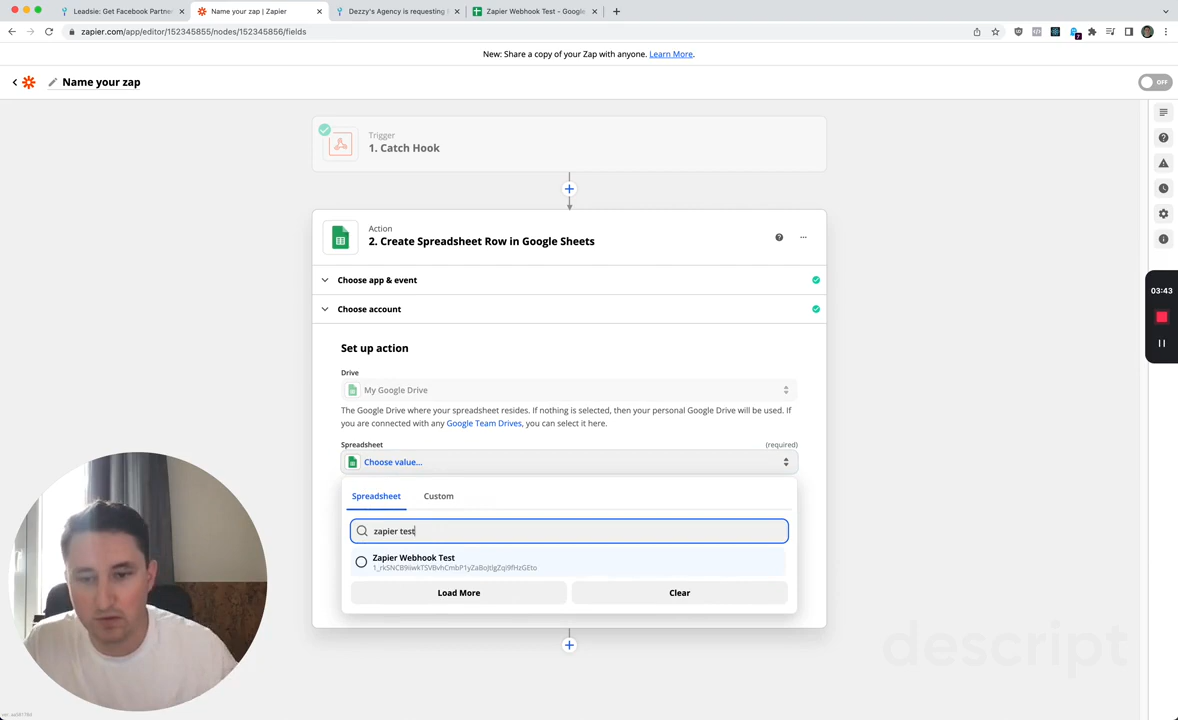 Leadsie: Get Facebook Partne
Name your zap | Zapier
Dezzy's Agency is requesting
Zapier Webhook Test - Google
zapier.com/app/editor/152345855/nodes/152345856/fields
New: Share a copy of your Zap with anyone. Learn More.
Name your zap
OFF
Trigger
1. Catch Hook
Action
2. Create Spreadsheet Row in Google Sheets
Choose app & event
Choose account
03:43
Set up action
Drive
My Google Drive
The Google Drive where your spreadsheet resides. If nothing is selected, then your personal Google Drive will be used. If
you are connected with any Google Team Drives, you can select it here.
Spreadsheet
(required)
Choose value...
Spreadsheet
Custom
zapier test
Zapier Webhook Test
Load More
Clear
descript